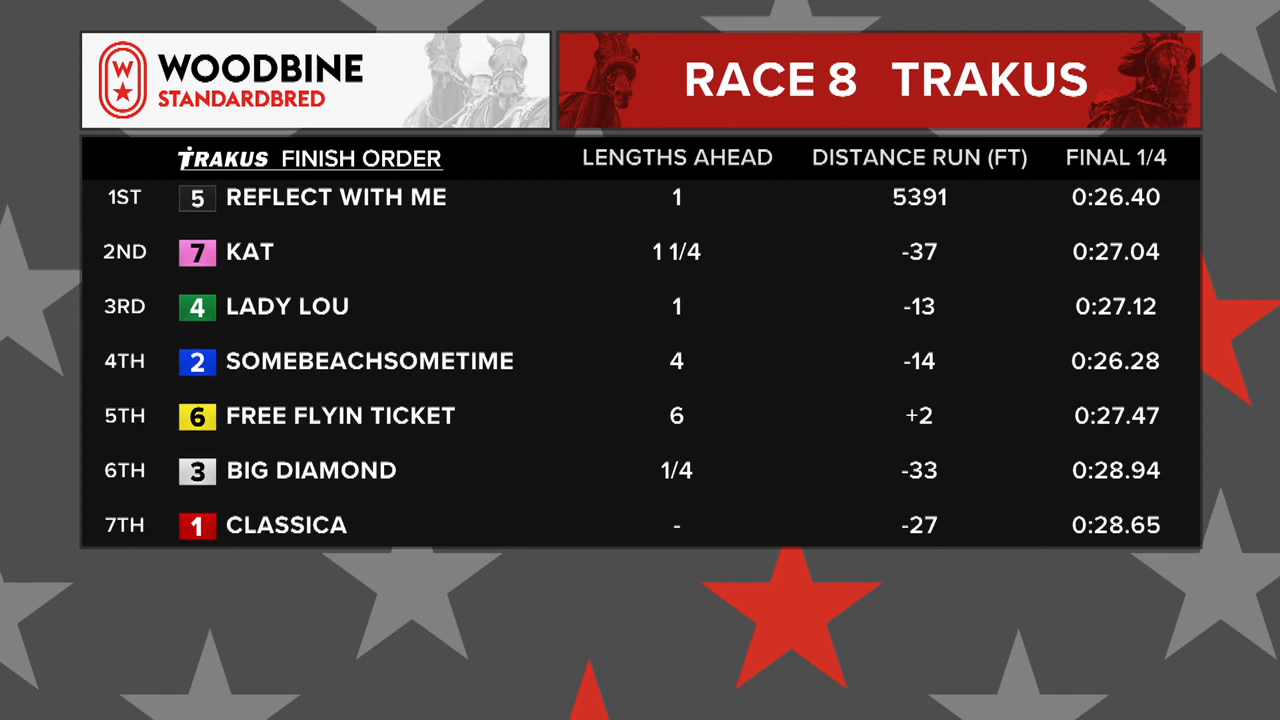 W
WOODBINE
STANDARDBRED
RACE 8 TRAKUS
TRAKUS FINISH ORDER LENGTHS AHEAD DISTANCE RUN (FT) FINAL 1/4
1ST 5 REFLECT WITH ME 1 5391 0:26.40
2ND 7 KAT 1 1/4 -37 0:27.04
3RD 4 LADY LOU 1 -13 0:27.12
4TH 2 SOMEBEACHSOMETIME 4 -14 0:26.28
5TH 6 FREE FLYIN TICKET 6 +2 0:27.47
6TH 3 BIG DIAMOND 1/4 -33 0:28.94
7TH 1 CLASSICA - -27 0:28.65